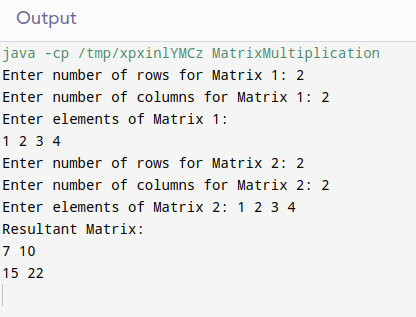 Output
java -cp /tmp/xpxinlYMCz MatrixMultiplication
Enter number of rows for Matrix 1: 2
Enter number of columns for Matrix 1: 2
Enter elements of Matrix 1:
1 2 3 4
Enter number of rows for Matrix 2: 2
Enter number of columns for Matrix 2: 2
Enter elements of Matrix 2: 1 2 3 4
Resultant Matrix:
7 10
15 22